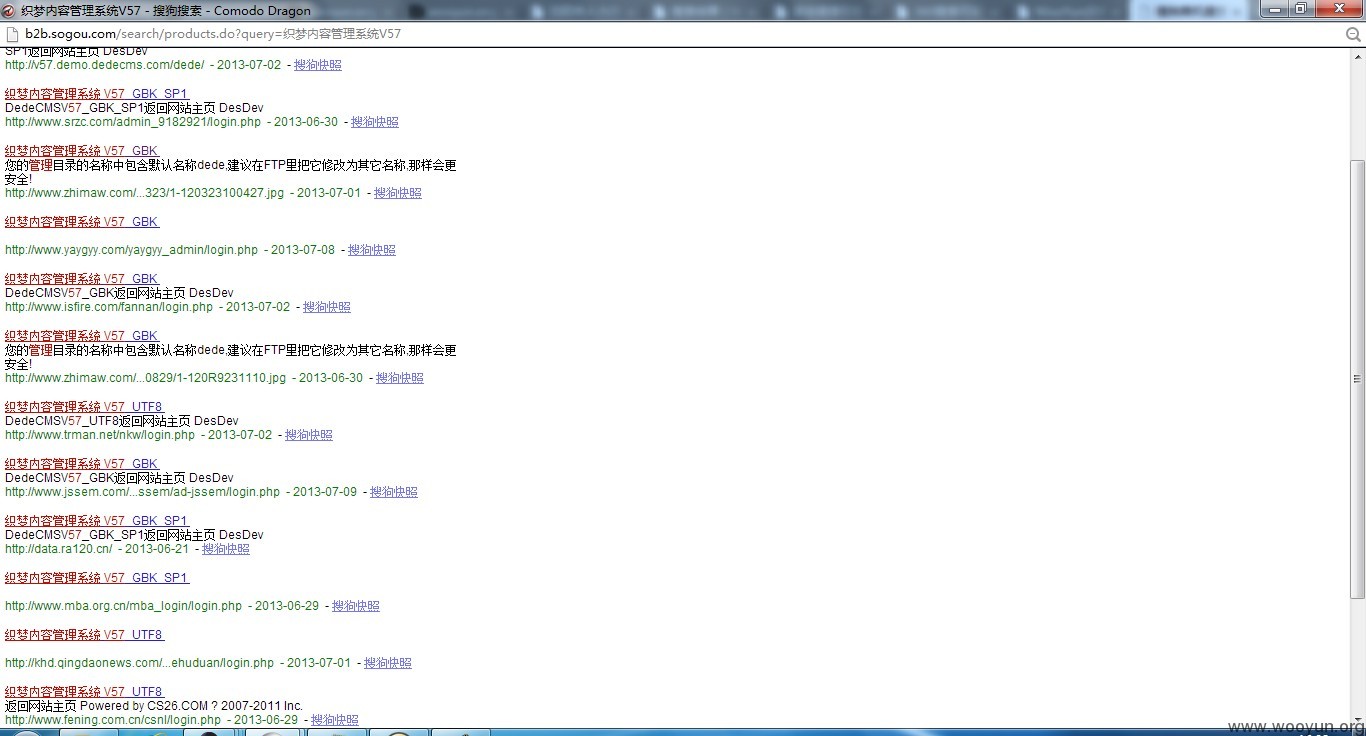 织梦内容管理系统V57 - 搜狗搜索 - Comodo Dragon
b2b.sogou.com/search/products.do?query=织梦内容管理系统V57
SP1返回网站主页 DesDev
http://v57.demo.dedecms.com/dede/ - 2013-07-02 - 搜狗快照
织梦内容管理系统 V57_GBK_SP1
DedeCMSV57_GBK_SP1返回网站主页 DesDev
http://www.srzc.com/admin_9182921/login.php - 2013-06-30 - 搜狗快照
织梦内容管理系统 V57_GBK
您的管理目录的名称中包含默认名称dede,建议在FTP里把它修改为其它名称,那样会更
安全!
http://www.zhimaw.com/...323/1-120323100427.jpg - 2013-07-01 - 搜狗快照
织梦内容管理系统 V57_GBK
http://www.yaygyy.com/yaygyy_admin/login.php - 2013-07-08 - 搜狗快照
织梦内容管理系统 V57_GBK
DedeCMSV57_GBK返回网站主页 DesDev
http://www.isfire.com/fannan/login.php - 2013-07-02 - 搜狗快照
织梦内容管理系统 V57_GBK
您的管理目录的名称中包含默认名称dede,建议在FTP里把它修改为其它名称,那样会更
安全!
http://www.zhimaw.com/...0829/1-120R9231110.jpg - 2013-06-30 - 搜狗快照
织梦内容管理系统 V57_UTF8
DedeCMSV57_UTF8返回网站主页 DesDev
http://www.trman.net/nkw/login.php - 2013-07-02 - 搜狗快照
织梦内容管理系统 V57_GBK
DedeCMSV57_GBK返回网站主页 DesDev
http://www.jssem.com/...ssem/ad-jssem/login.php - 2013-07-09 - 搜狗快照
织梦内容管理系统 V57_GBK_SP1
DedeCMSV57_GBK_SP1返回网站主页 DesDev
http://data.ra120.cn/ - 2013-06-21 - 搜狗快照
织梦内容管理系统 V57_GBK_SP1
http://www.mba.org.cn/mba_login/login.php - 2013-06-29 - 搜狗快照
织梦内容管理系统 V57_UTF8
http://khd.qingdaonews.com/...ehuduan/login.php - 2013-07-01 - 搜狗快照
织梦内容管理系统 V57_UTF8
返回网站主页 Powered by CS26.COM ? 2007-2011 Inc.
http://www.fening.com.cn/csnl/login.php - 2013-06-29 - 搜狗快照
www.wooyun.org